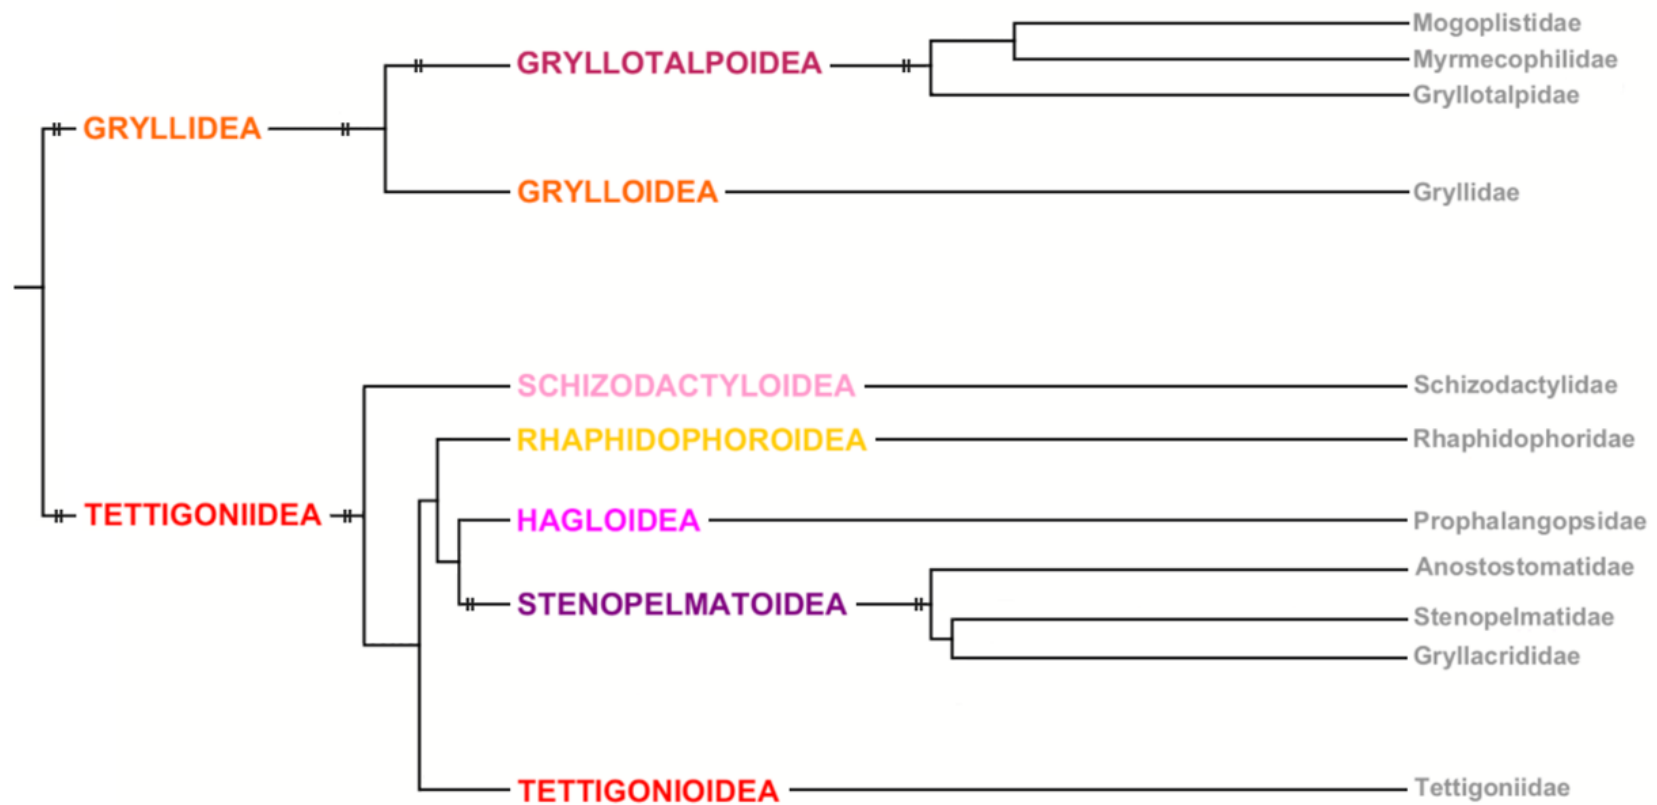 Mogoplistidae
GRYLLOTALPOIDEA
Myrmecophilidae
Gryllotalpidae
GRYLLIDEA
GRYLLOIDEA
Gryllidae
SCHIZODACTYLOIDEA
Schizodactylidae
RHAPHIDOPHOROIDEA
Rhaphidophoridae
TETTIGONIIDEA
HAGLOIDEA
Prophalangopsidae
Anostostomatidae
STENOPELMATOIDEA
Stenopelmatidae
Gryllacrididae
TETTIGONIOIDEA
Tettigoniidae